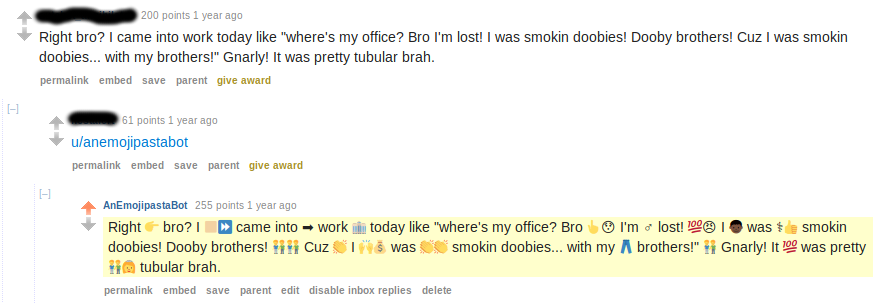 200 points 1 year ago
Right bro? I came into work today like "where's my office? Bro I'm lost! I was smokin doobies! Dooby brothers! Cuz I was smokin
doobies... with my brothers!" Gnarly! It was pretty tubular brah.
permalink embed save parent give award
[–]
61 points 1 year ago
u/anemojipastabot
permalink embed save parent give award
[–]
AnEmojipastaBot 255 points 1 year ago
Right 👉 bro? I 🏼⏩ came into ➡ work 🏢 today like "where's my office? Bro 👆😯 I'm ♂ lost! 💯😠 I 👨🏿 was ⚕👍 smokin
doobies! Dooby brothers! 👬👬 Cuz 👏 I 🙌💰 was 👏👏 smokin doobies... with my 👖 brothers!" 👬 Gnarly! It 💯 was pretty
👬👩 tubular brah.
permalink embed save parent edit disable inbox replies delete